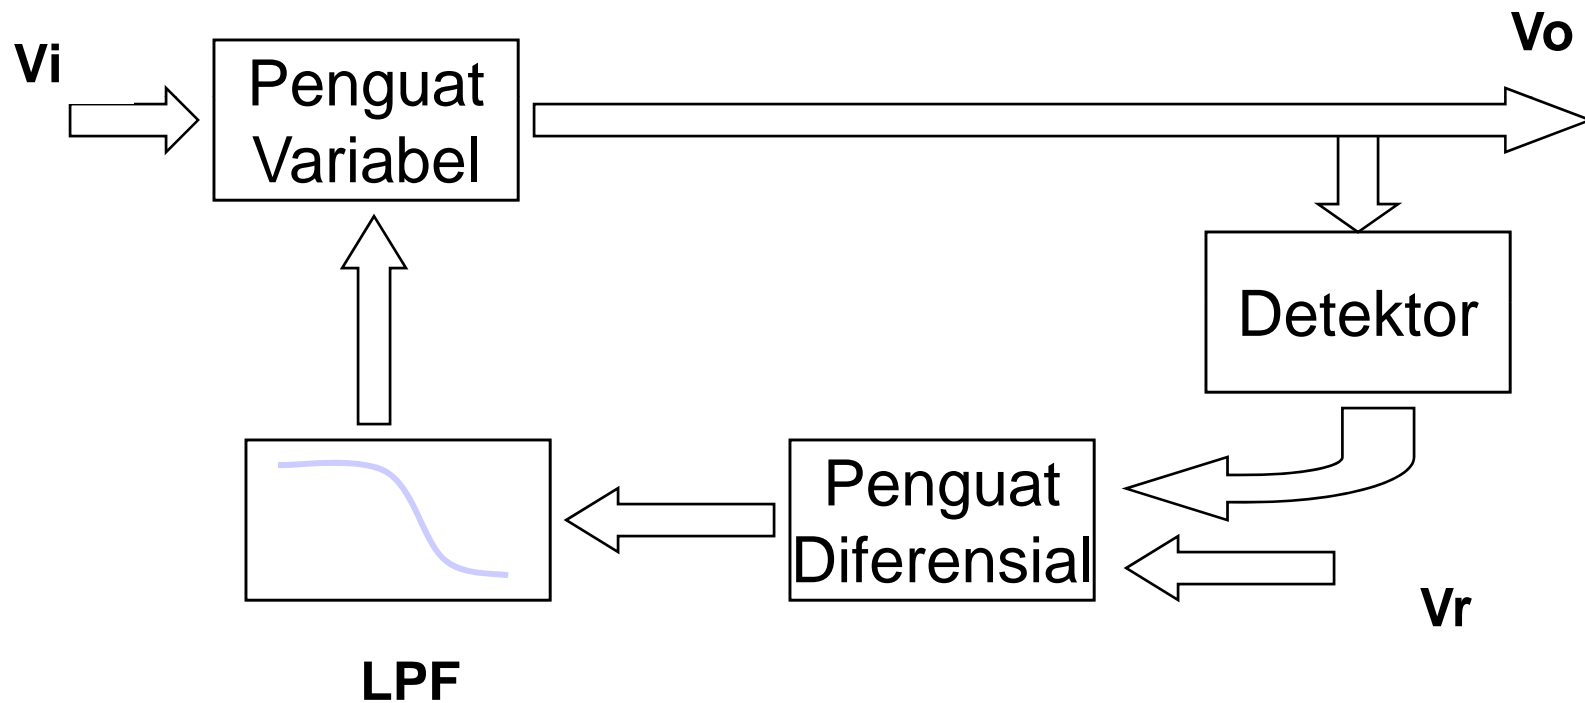 Vi
Penguat
Variabel
Vo
Detektor
Penguat
Diferensial
Vr
LPF